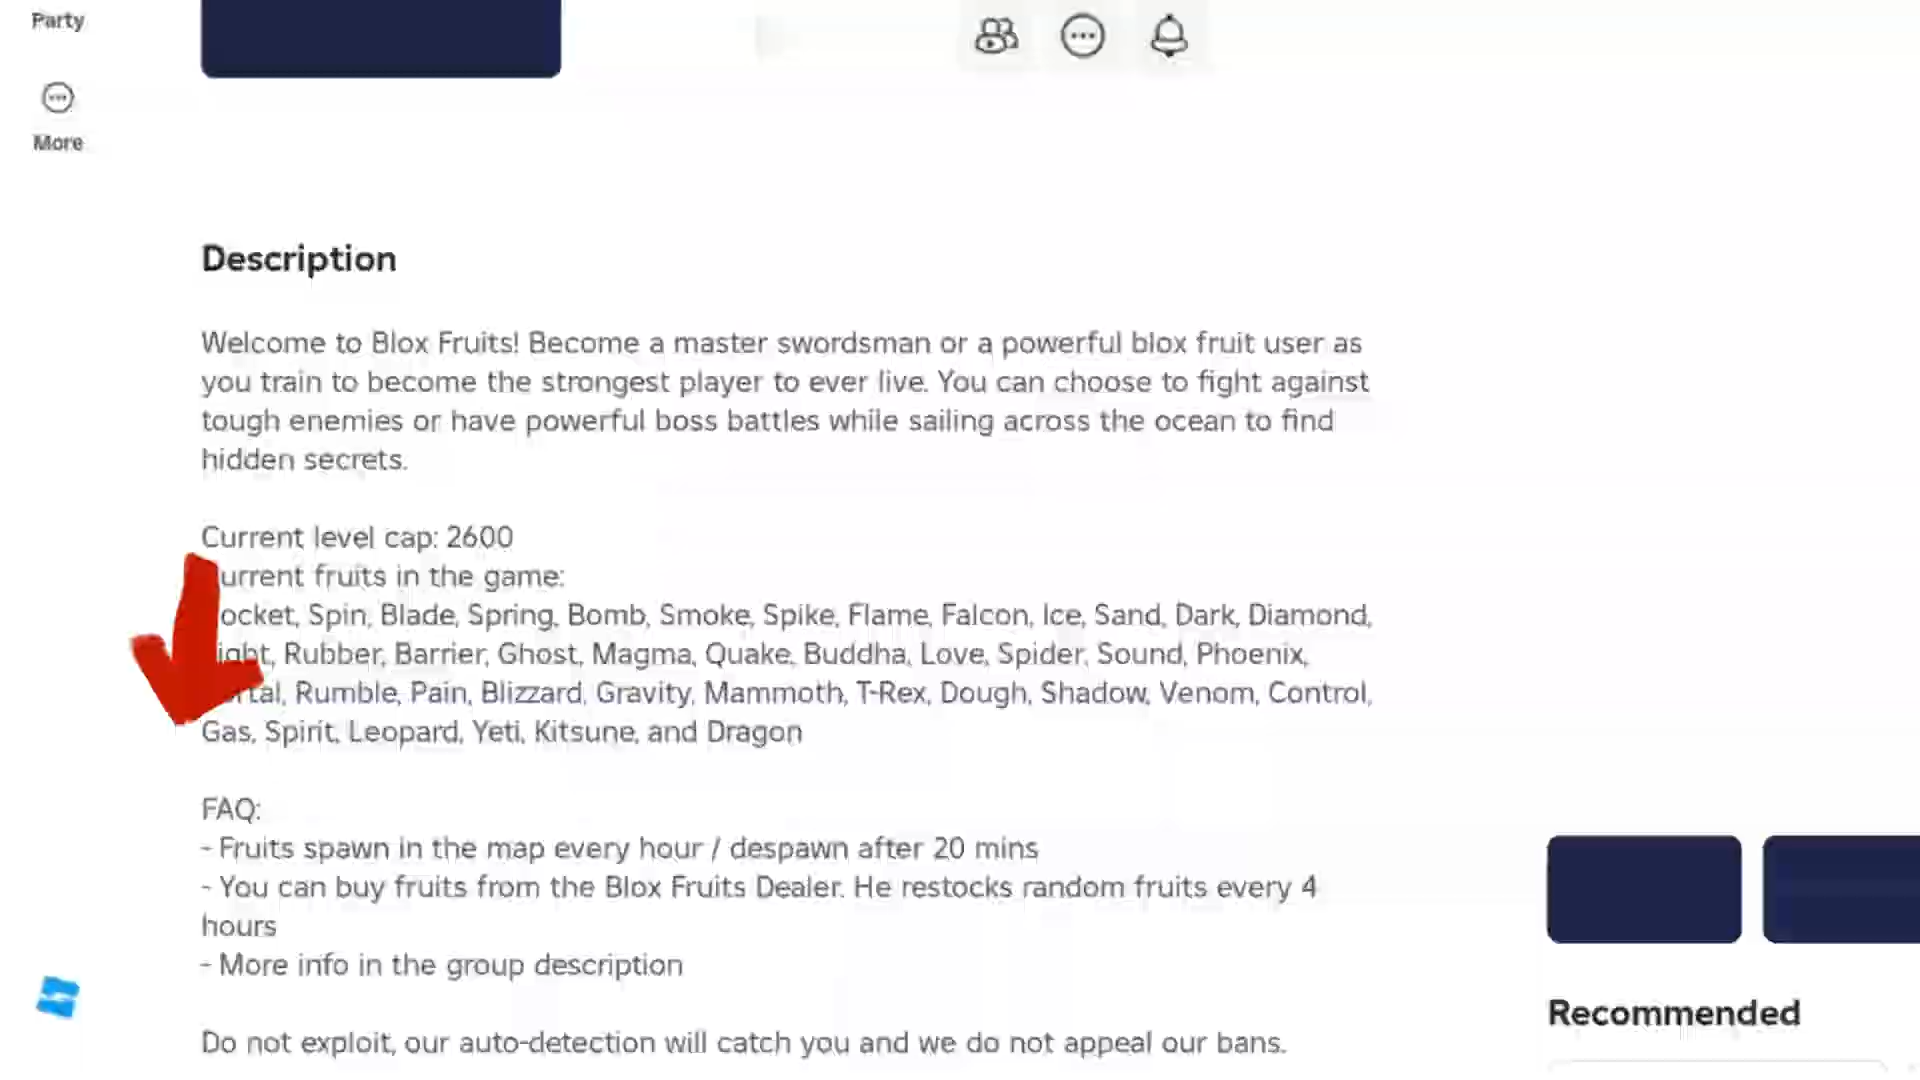 Party
More
Description
Welcome to Blox Fruits! Become a master swordsman or a powerful blox fruit user as
you train to become the strongest player to ever live. You can choose to fight against
tough enemies or have powerful boss battles while sailing across the ocean to find
hidden secrets.
Current level cap: 2600
urrent fruits in the game:
ocket, Spin, Blade, Spring, Bomb, Smoke, Spike, Flame, Falcon, Ice, Sand, Dark, Diamond,
ight, Rubber, Barrier, Ghost, Magma, Quake, Buddha, Love, Spider, Sound, Phoenix,
rtal, Rumble, Pain, Blizzard, Gravity, Mammoth, T-Rex, Dough, Shadow, Venom, Control,
Gas, Spirit, Leopard, Yeti, Kitsune, and Dragon
FAQ:
- Fruits spawn in the map every hour / despawn after 20 mins
- You can buy fruits from the Blox Fruits Dealer. He restocks random fruits every 4
hours
- More info in the group description
Do not exploit, our auto-detection will catch you and we do not appeal our bans.
Recommended